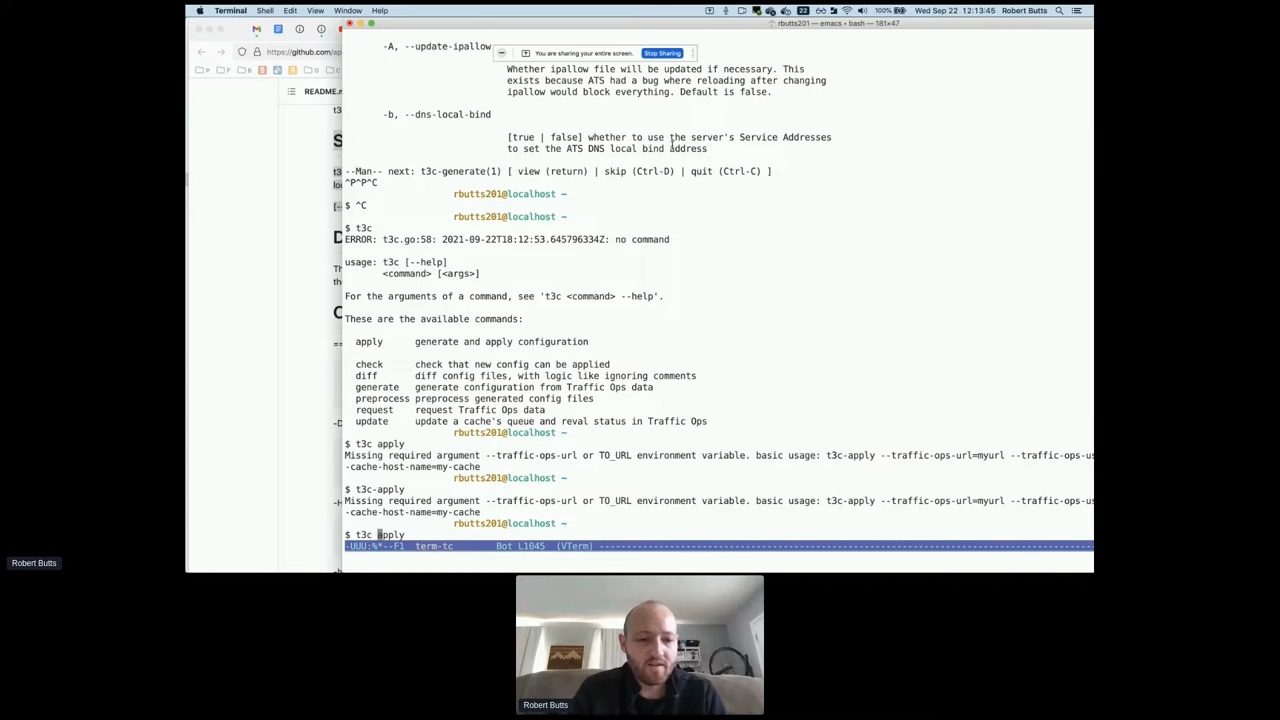 Terminal Shell Edit View Window Help
22
100%
Wed Sep 22 12:13:45 Robert Butts
rbutts201 — emacs • bash — 181×47
https://github.com/ap
README.m
You are sharing your entire screen. Stop Sharing
-A, --update-ipallow
Whether ipallow file will be updated if necessary. This
exists because ATS had a bug where reloading after changing
ipallow would block everything. Default is false.
-b, --dns-local-bind
[true | false] whether to use the server's Service Addresses
to set the ATS DNS local bind address
--Man-- next: t3c-generate(1) [ view (return) | skip (Ctrl-D) | quit (Ctrl-C) ]
^P^P^C
rbutts201@localhost ~
$ ^C
rbutts201@localhost ~
$ t3c
ERROR: t3c.go:58: 2021-09-22T18:12:53.645796334Z: no command
usage: t3c [--help]
<command> [<args>]
For the arguments of a command, see 't3c <command> --help'.
These are the available commands:
apply generate and apply configuration
check check that new config can be applied
diff diff config files, with logic like ignoring comments
generate generate configuration from Traffic Ops data
preprocess preprocess generated config files
request request Traffic Ops data
update update a cache's queue and reval status in Traffic Ops
rbutts201@localhost ~
$ t3c apply
Missing required argument --traffic-ops-url or TO_URL environment variable. basic usage: t3c-apply --traffic-ops-url=myurl --traffic-ops-us
-cache-host-name=my-cache
rbutts201@localhost ~
$ t3c-apply
Missing required argument --traffic-ops-url or TO_URL environment variable. basic usage: t3c-apply --traffic-ops-url=myurl --traffic-ops-us
-cache-host-name=my-cache
rbutts201@localhost ~
$ t3c apply
-UUU:%*--F1 term-tc Bot L1045 (VTerm) ----------------------------------------------------------------------------------
Robert Butts
Robert Butts